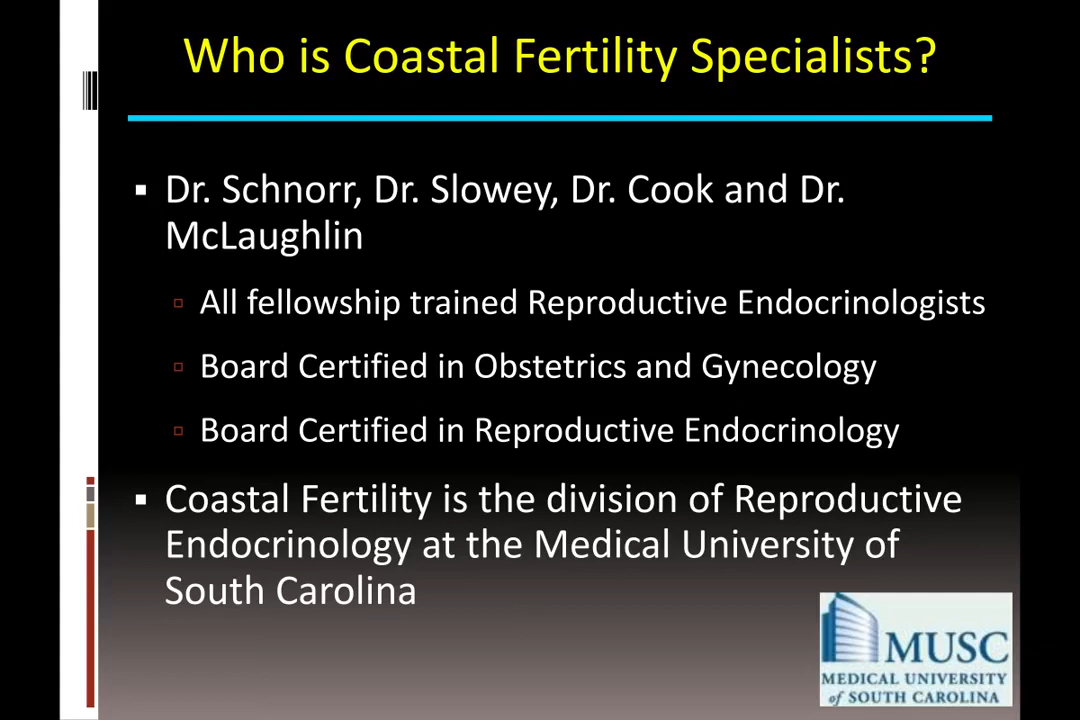 Who is Coastal Fertility Specialists?
Dr. Schnorr, Dr. Slowey, Dr. Cook and Dr.
McLaughlin
All fellowship trained Reproductive Endocrinologists
Board Certified in Obstetrics and Gynecology
Board Certified in Reproductive Endocrinology
Coastal Fertility is the division of Reproductive
Endocrinology at the Medical University of
South Carolina
MUSC
MEDICAL UNIVERSITY
of SOUTH CAROLINA